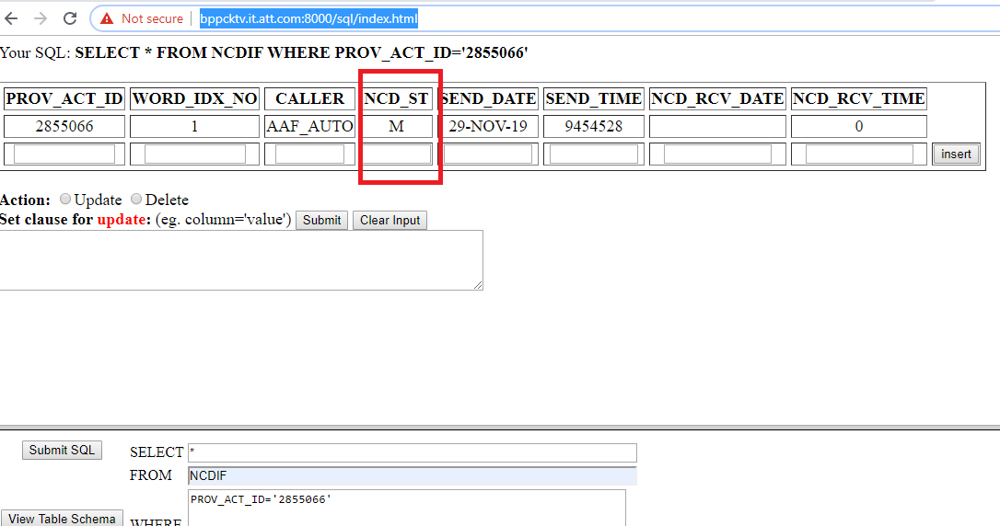 Not secure | bppcktv.it.att.com:8000/sql/index.html
Your SQL: SELECT * FROM NCDIF WHERE PROV_ACT_ID='2855066'
PROV_ACT_ID WORD_IDX_NO CALLER NCD_ST SEND_DATE SEND_TIME NCD_RCV_DATE NCD_RCV_TIME
2855066 1 AAF_AUTO M 29-NOV-19 9454528 0
insert
Action: Update Delete
Set clause for update: (eg. column='value') Submit Clear Input
Submit SQL SELECT *
FROM NCDIF
PROV_ACT_ID='2855066'
View Table Schema WHERE